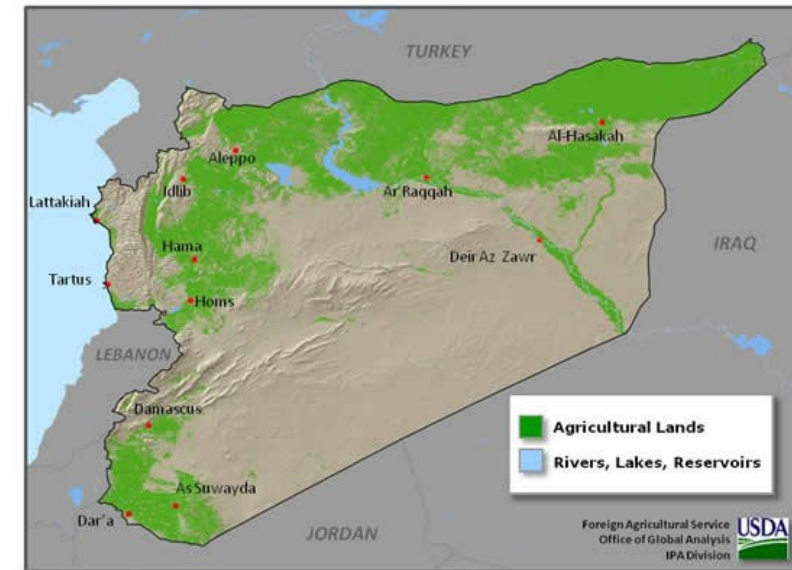 TURKEY
Al-Hasakah
Aleppo
Idlib
Ar Raqqah
Lattakiah
Hama
IRAQ
Deir Az Zawr
Tartus
Homs
LEBANON
Damascus
Agricultural Lands
Rivers, Lakes, Reservoirs
As Suwayda
Dar'a
JORDAN
Foreign Agricultural Service
Office of Global Analysis
IPA Division
USDA